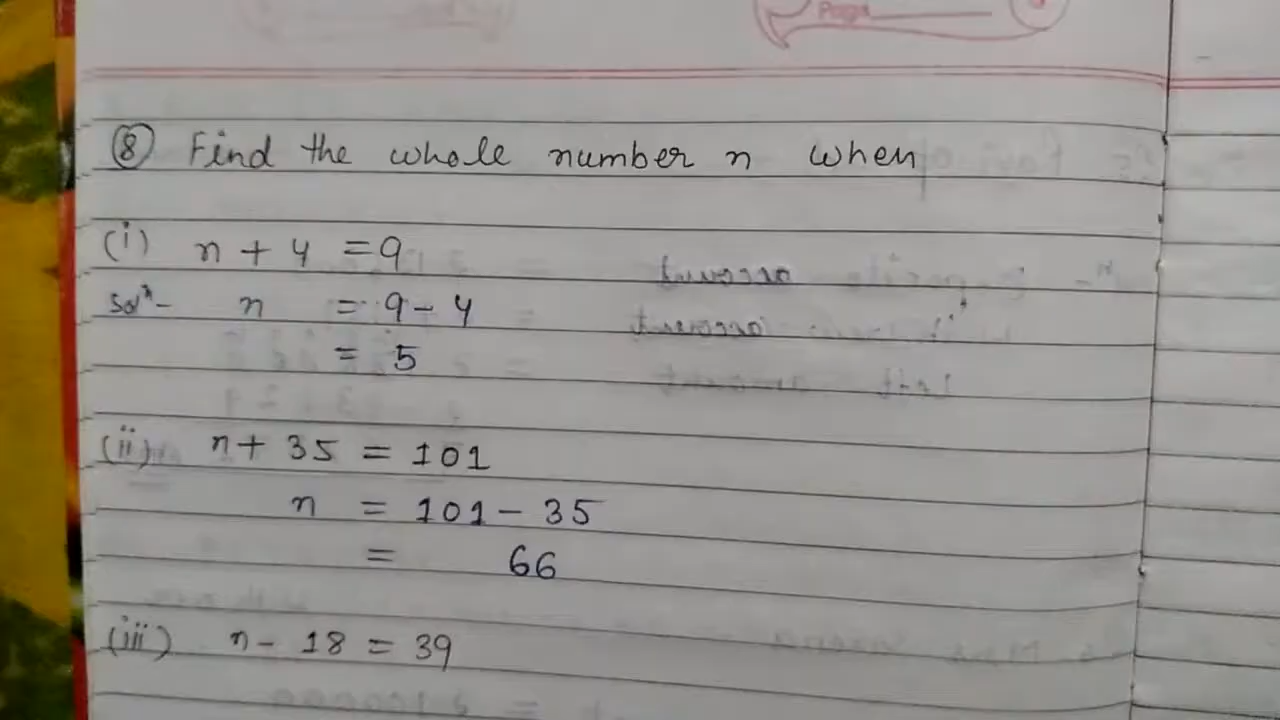 Page
⑧ Find the whole number n when
(i) n + 4 = 9
Solⁿ- n = 9 - 4
= 5
(ii) n + 35 = 101
n = 101 - 35
= 66
(iii) n - 18 = 39